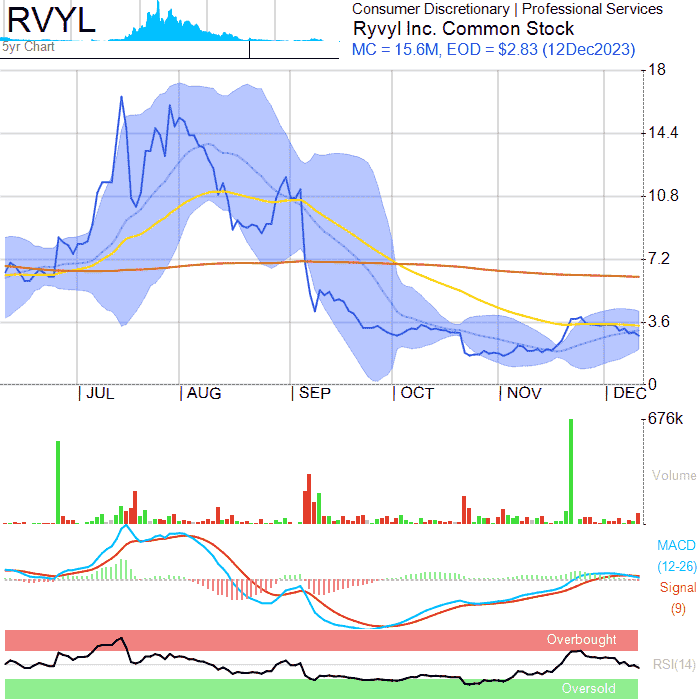 RVYL
5yr Chart
Consumer Discretionary | Professional Services
Ryvyl Inc. Common Stock
MC = 15.6M, EOD = $2.83 (12Dec2023)
18
14.4
10.8
7.2
3.6
0
JUL AUG SEP OCT NOV DEC
676k
Volume
MACD
(12-26)
Signal
(9)
Overbought
RSI(14)
Oversold